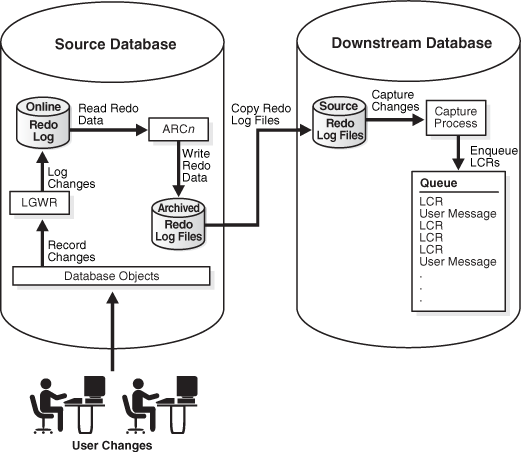 Source Database
Downstream Database
Online
Redo
Log
Read Redo
Data
ARCn
Write
Redo
Data
Archived
Redo
Log Files
Log
Changes
LGWR
Record
Changes
Database Objects
User Changes
Copy Redo
Log Files
Source
Redo
Log Files
Capture
Changes
Capture
Process
Enqueue
LCRs
Queue
LCR
User Message
LCR
LCR
LCR
User Message
.
.
.